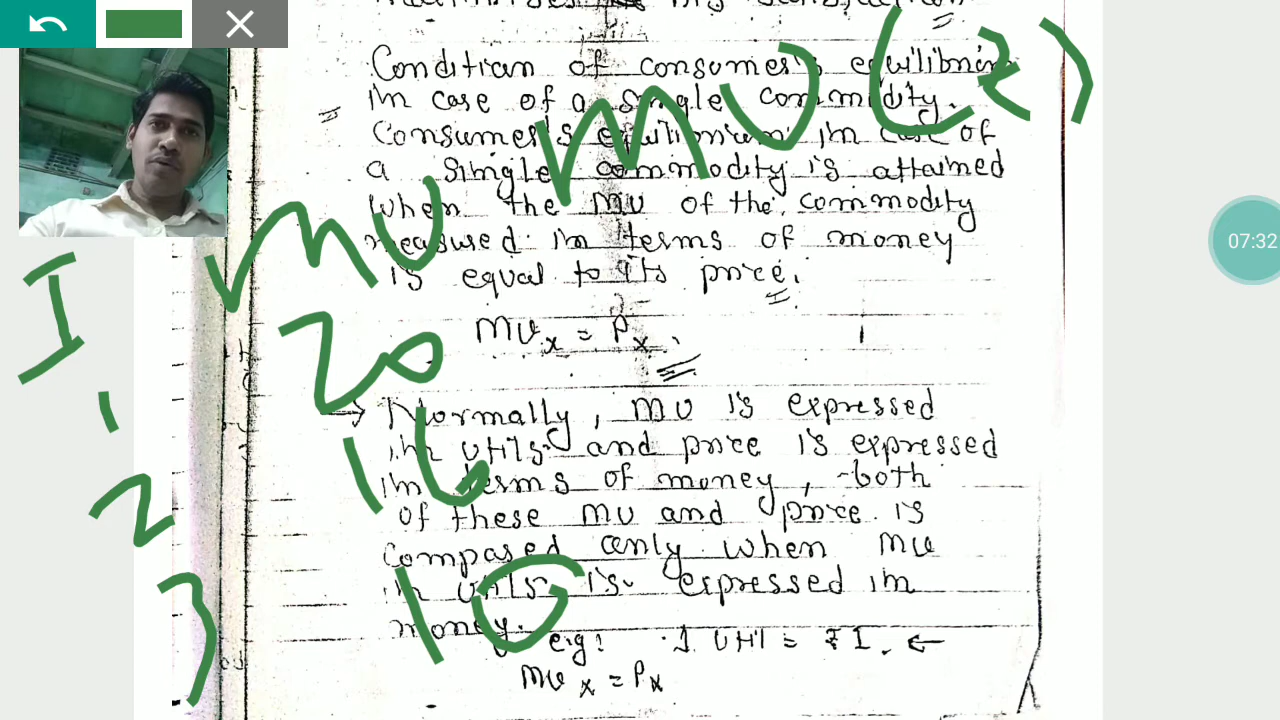 Condition of consumer's equilibrium
in case of a single commodity.
Consumer's equilibrium in case of
a single commodity is attained
when the MU of the commodity
measured in terms of money
is equal to its price.
MUx = Px.
→ Normally, MU is expressed
in utils and price is expressed
in terms of money, both
of these MU and price is
compared only when MU
in utils is expressed in
money.
e.g: 1 util = ₹1. ←
MUx = Px
MU (₹)
I MU
1 20
2 16
3 10
07:32